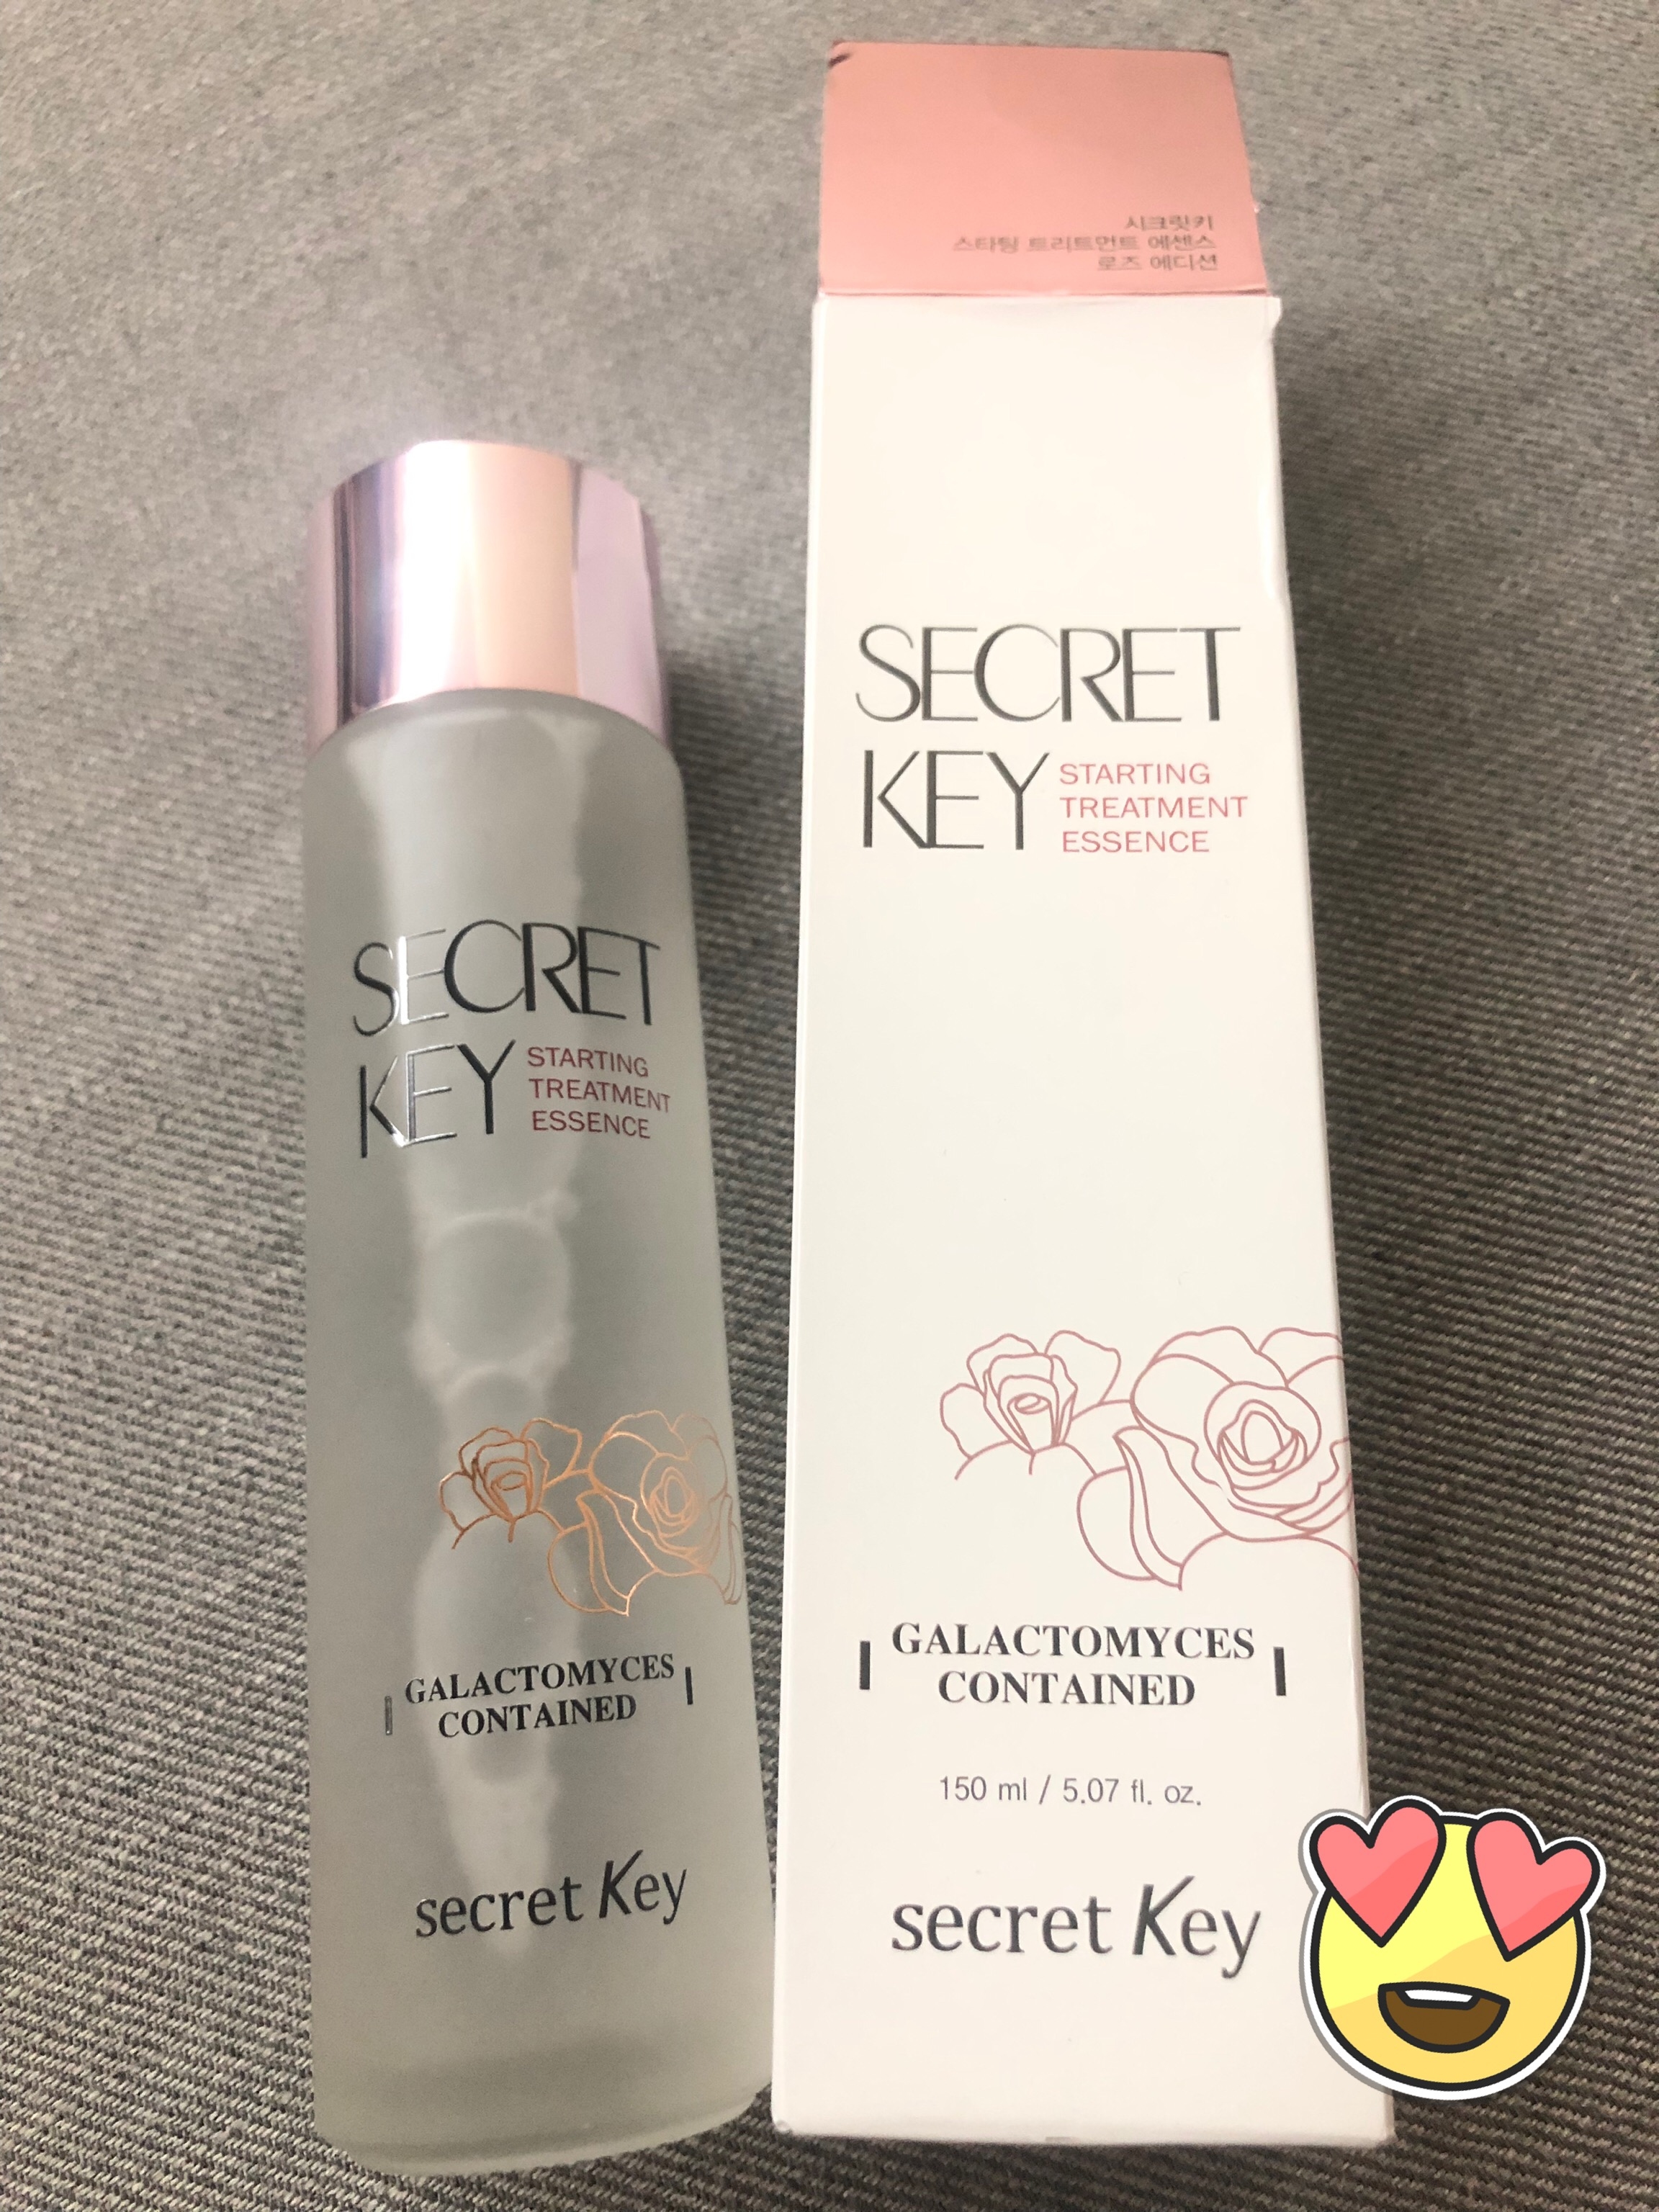 SECRET
KEY STARTING
TREATMENT
ESSENCE
GALACTOMYCES
CONTAINED
secret Key
시크릿키
스타팅 트리트먼트 에센스
로즈 에디션
SECRET
KEY STARTING
TREATMENT
ESSENCE
GALACTOMYCES
CONTAINED
150 ml / 5.07 fl. oz.
secret Key